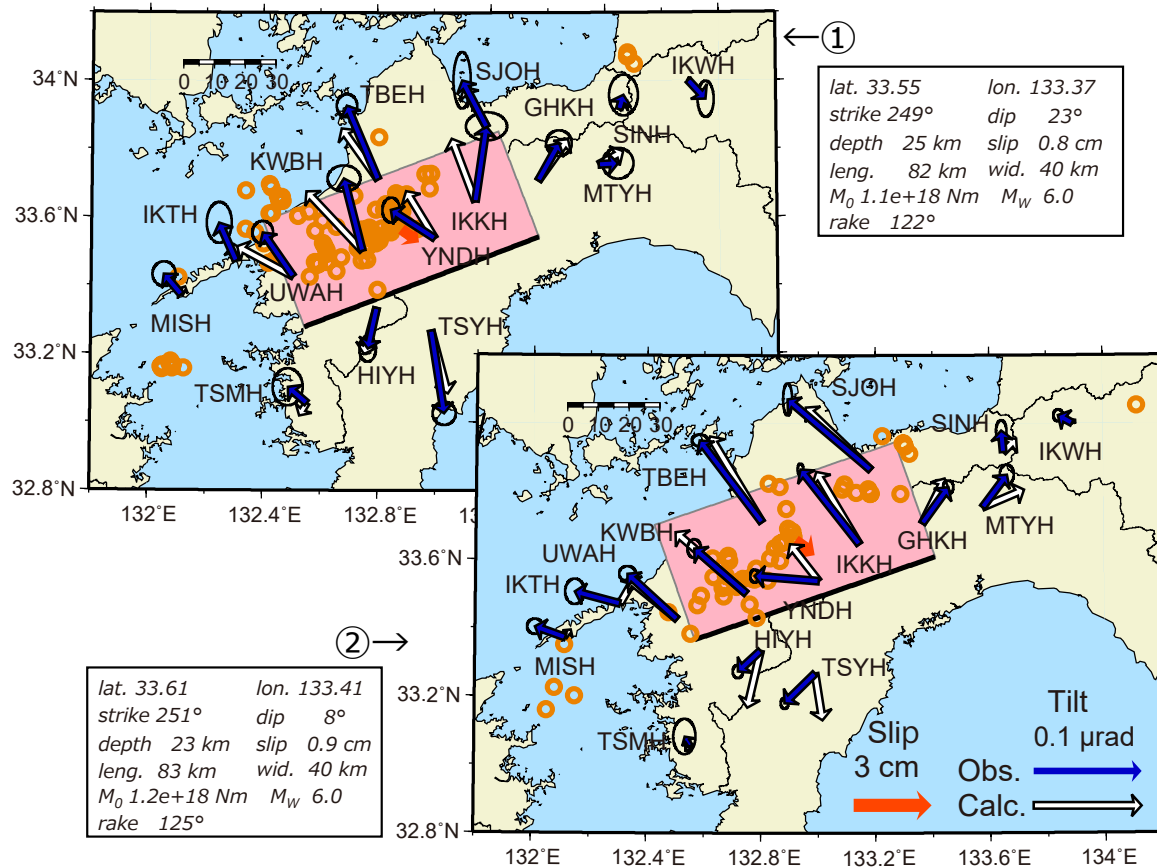 ←①
34°N
33.6°N
33.2°N
32.8°N
132°E
132.4°E
132.8°E
0 10 20 30
SJOH
IKWH
TBEH
GHKH
SINH
KWBH
MTYH
IKTH
IKKH
YNDH
UWAH
MISH
TSYH
HIYH
TSMH
lat. 33.55 lon. 133.37
strike 249° dip 23°
depth 25 km slip 0.8 cm
leng. 82 km wid. 40 km
M0 1.1e+18 Nm MW 6.0
rake 122°
②→
33.6°N
33.2°N
32.8°N
132°E
132.4°E
132.8°E
133.2°E
133.6°E
134°E
0 10 20 30
SJOH
SINH
IKWH
TBEH
MTYH
GHKH
KWBH
UWAH
IKKH
IKTH
YNDH
HIYH
MISH
TSYH
TSMH
Tilt
0.1 μrad
Slip
3 cm
Obs.
Calc.
lat. 33.61 lon. 133.41
strike 251° dip 8°
depth 23 km slip 0.9 cm
leng. 83 km wid. 40 km
M0 1.2e+18 Nm MW 6.0
rake 125°